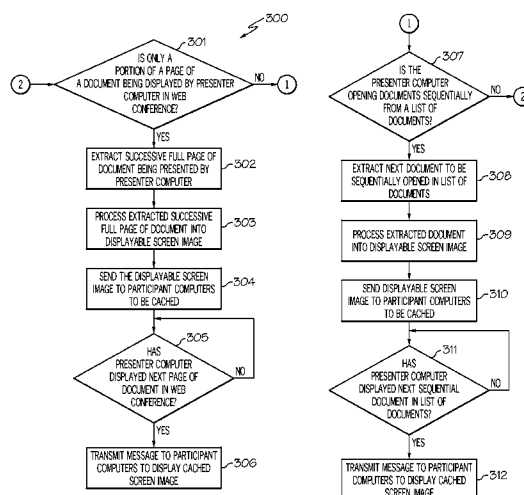 300
301
IS ONLY A
PORTION OF A PAGE OF
A DOCUMENT BEING DISPLAYED BY PRESENTER
COMPUTER IN WEB
CONFERENCE?
2
NO
1
YES
EXTRACT SUCCESSIVE FULL PAGE OF
DOCUMENT BEING PRESENTED BY
PRESENTER COMPUTER
302
PROCESS EXTRACTED SUCCESSIVE
FULL PAGE OF DOCUMENT INTO
DISPLAYABLE SCREEN IMAGE
303
SEND THE DISPLAYABLE SCREEN
IMAGE TO PARTICIPANT COMPUTERS
TO BE CACHED
304
305
HAS
PRESENTER COMPUTER
DISPLAYED NEXT PAGE OF
DOCUMENT IN WEB
CONFERENCE?
NO
YES
TRANSMIT MESSAGE TO PARTICIPANT
COMPUTERS TO DISPLAY CACHED
SCREEN IMAGE
306
1
307
IS THE
PRESENTER COMPUTER
OPENING DOCUMENTS SEQUENTIALLY
FROM A LIST OF
DOCUMENTS?
NO
2
YES
EXTRACT NEXT DOCUMENT TO BE
SEQUENTIALLY OPENED IN LIST OF
DOCUMENTS
308
PROCESS EXTRACTED DOCUMENT
INTO DISPLAYABLE SCREEN IMAGE
309
SEND DISPLAYABLE SCREEN
IMAGE TO PARTICIPANT COMPUTERS
TO BE CACHED
310
311
HAS
PRESENTER COMPUTER
DISPLAYED NEXT SEQUENTIAL
DOCUMENT IN LIST OF
DOCUMENTS?
NO
YES
TRANSMIT MESSAGE TO PARTICIPANT
COMPUTERS TO DISPLAY CACHED
SCREEN IMAGE
312